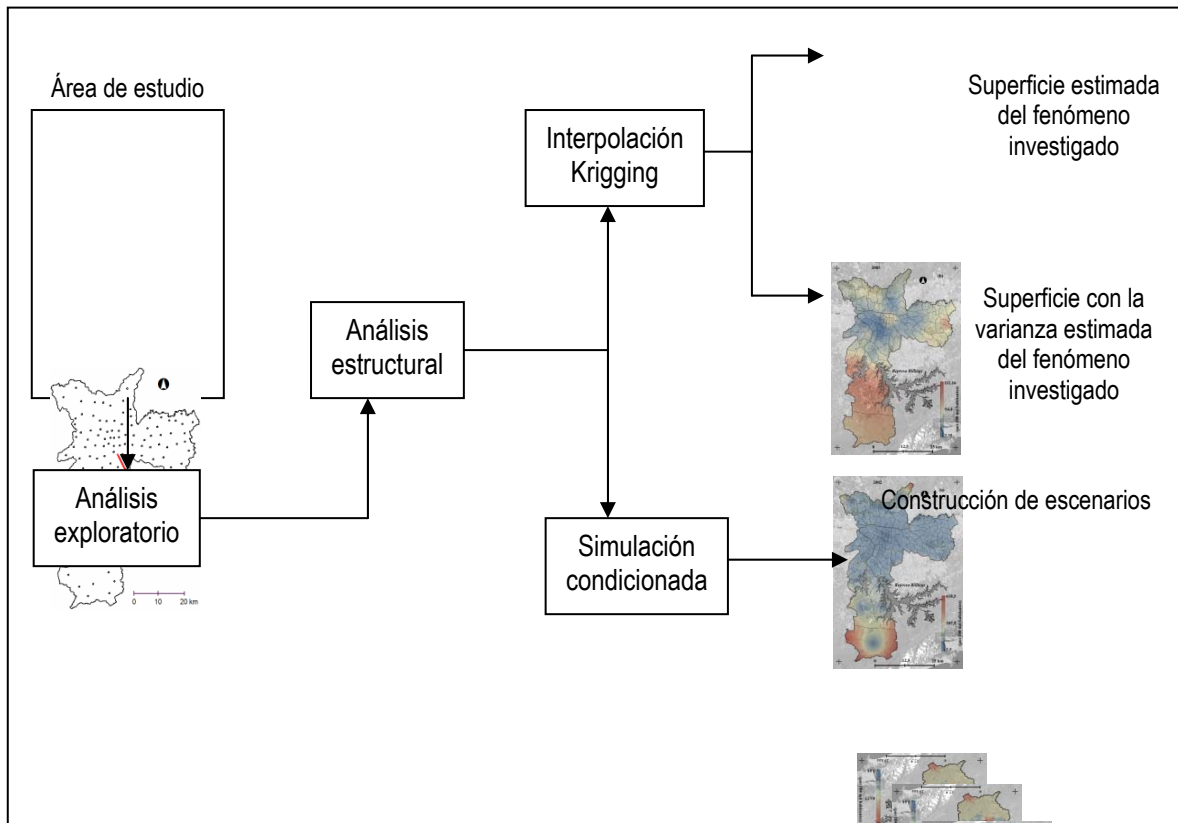 Área de estudio
Interpolación
Krigging
Superficie estimada
del fenómeno
investigado
Análisis
estructural
Superficie con la
varianza estimada
del fenómeno
investigado
Análisis
exploratorio
0 10 20 km
Simulación
condicionada
Construcción de escenarios